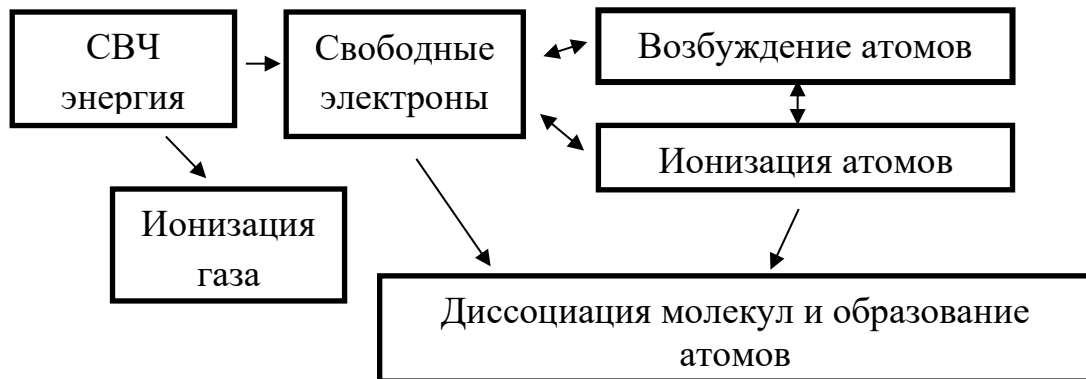 СВЧ
энергия
Свободные
электроны
Возбуждение атомов
Ионизация атомов
Ионизация
газа
Диссоциация молекул и образование
атомов